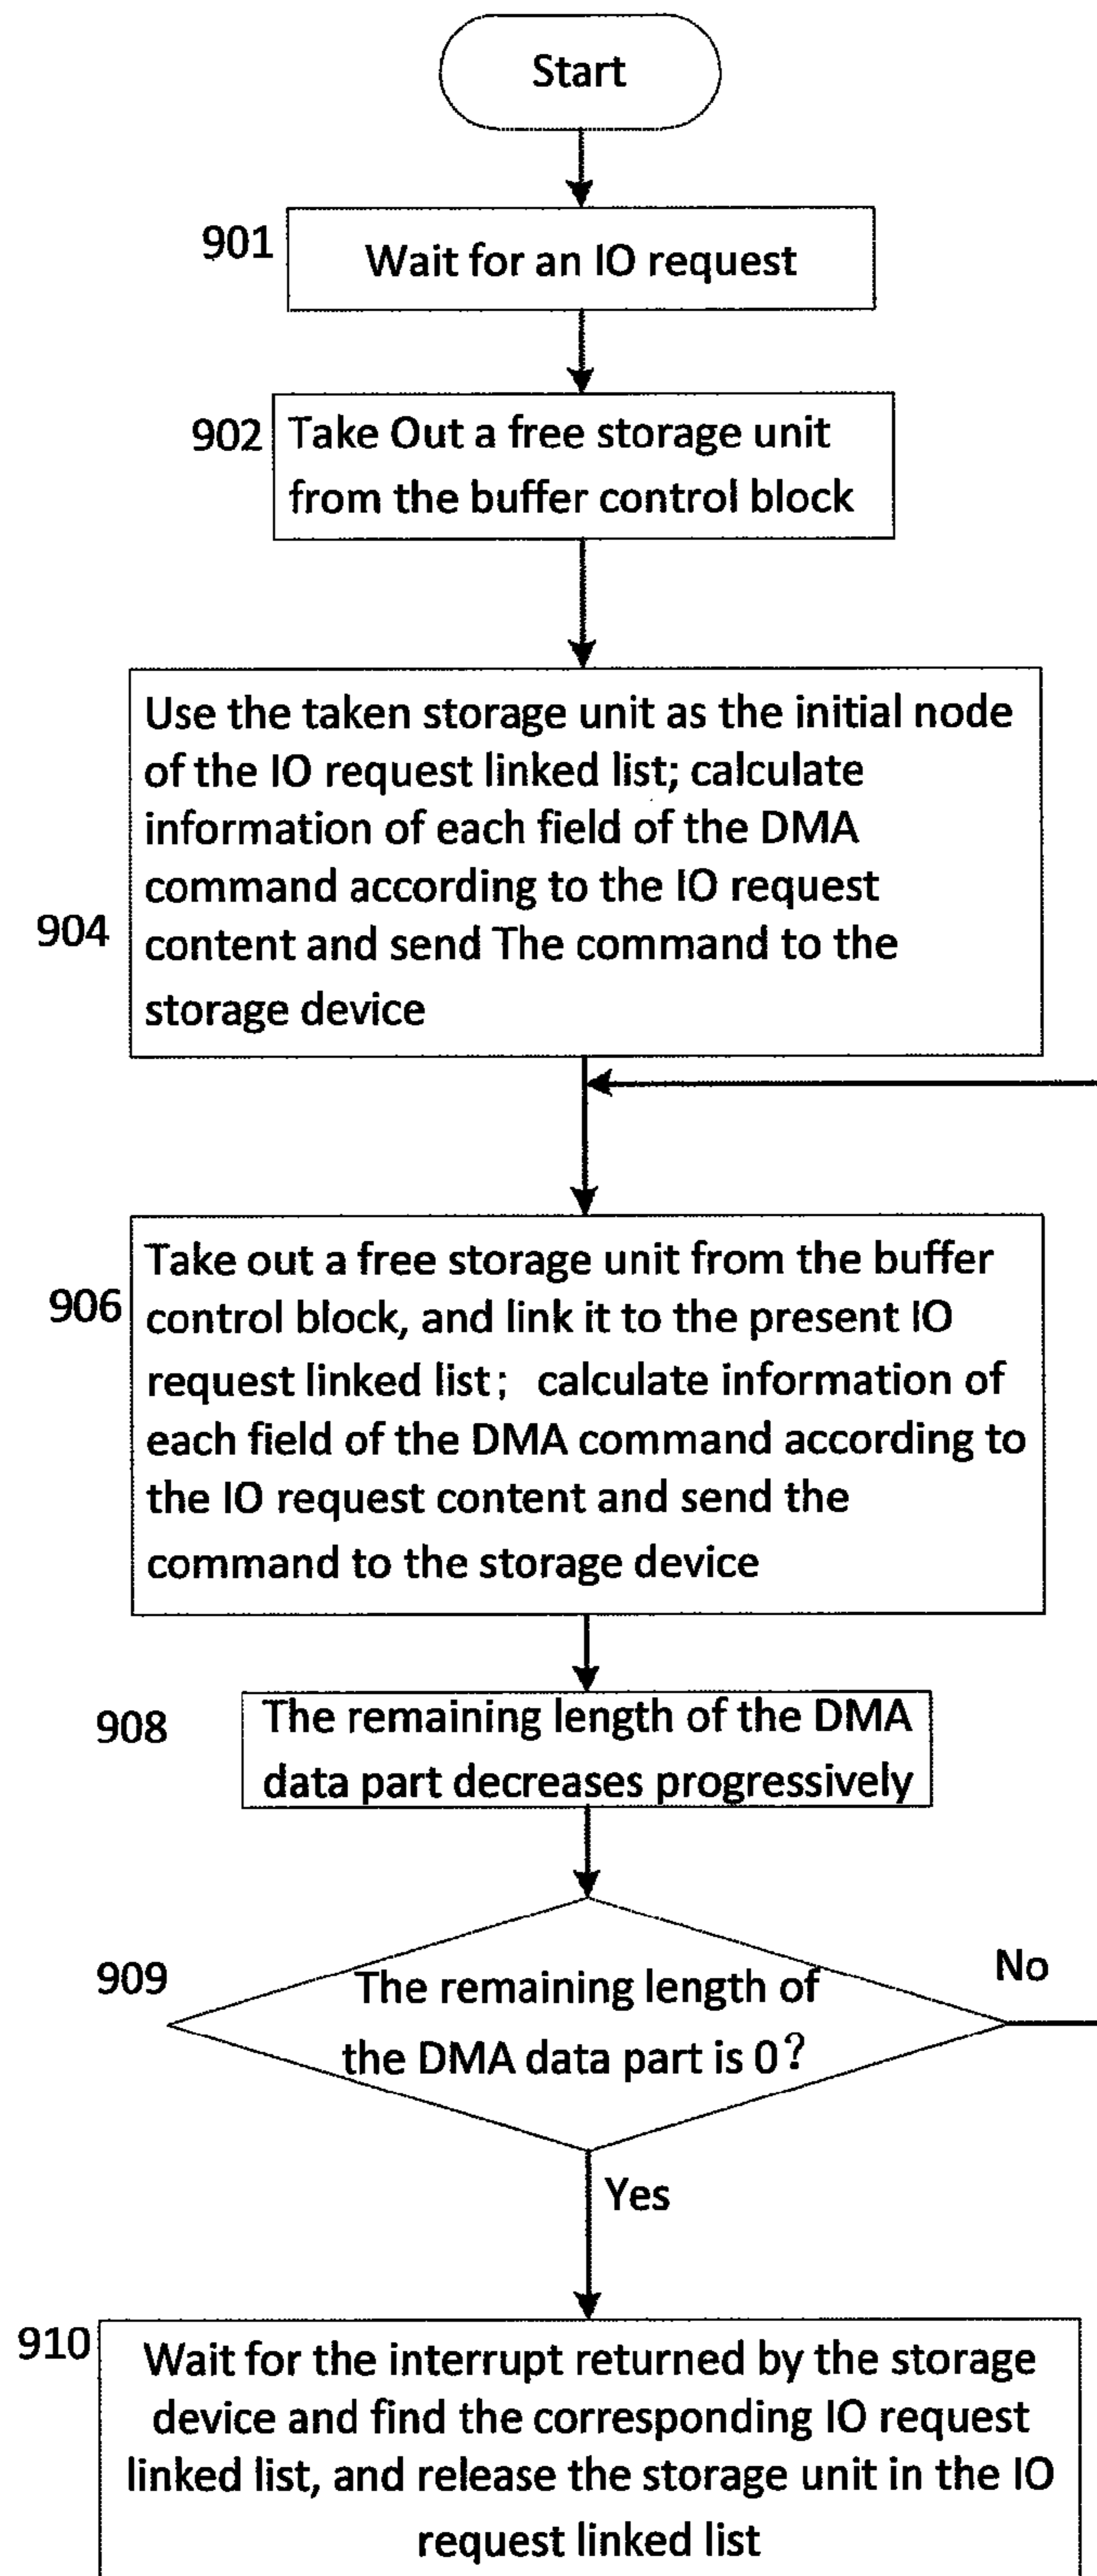 Start
901
Wait for an IO request
902
Take Out a free storage unit
from the buffer control block
Use the taken storage unit as the initial node
of the IO request linked list; calculate
information of each field of the DMA
command according to the IO request
904
content and send The command to the
storage device
Take out a free storage unit from the buffer
906
control block, and link it to the present IO
request linked list; calculate information of
each field of the DMA command according to
the IO request content and send the
command to the storage device
908
The remaining length of the DMA
data part decreases progressively
909
The remaining length of
No
the DMA data part is 0?
Yes
910
Wait for the interrupt returned by the storage
device and find the corresponding IO request
linked list, and release the storage unit in the IO
request linked list